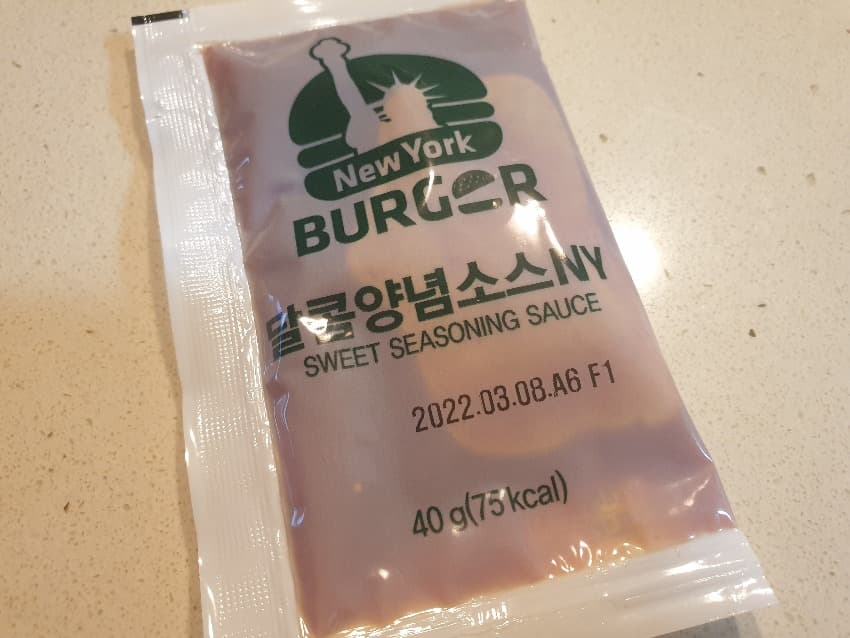 New York
BURGER
달콤양념소스NY
SWEET SEASONING SAUCE
2022.03.08.A6 F1
40 g(75 kcal)